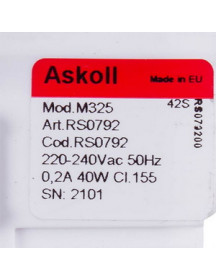 Askoll Made in EU
Mod.M325 42S
Art.RS0792
Cod.RS0792
220-240Vac 50Hz
0,2A 40W Cl.155
SN: 2101
RS079200